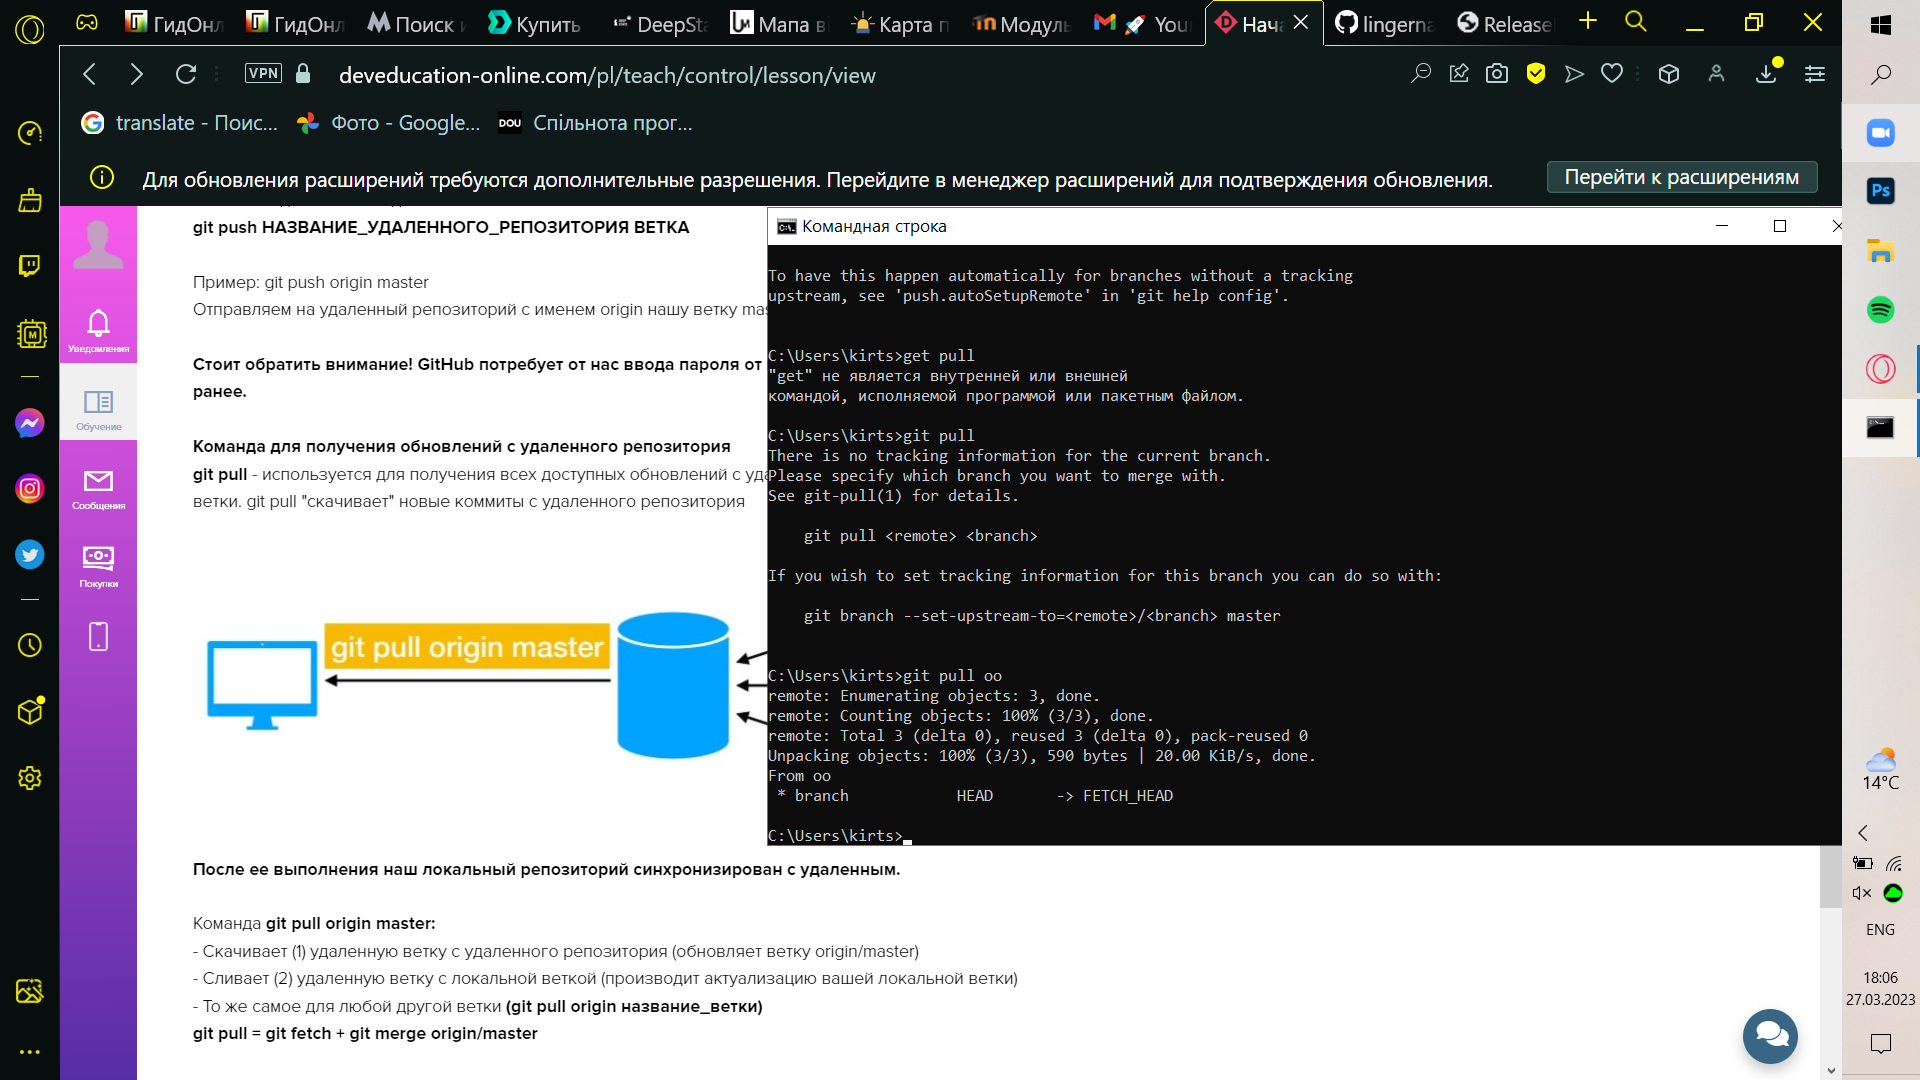 ГидОнл
ГидОнл
Поиск и
Купить
DeepSta
Мапа ві
Карта п
Модуль
You
Нача
lingerna
Release
VPN
deveducation-online.com/pl/teach/control/lesson/view
translate - Поис...
Фото - Google...
DOU
Спільнота прог...
Для обновления расширений требуются дополнительные разрешения. Перейдите в менеджер расширений для подтверждения обновления.
Перейти к расширениям
Уведомления
Обучение
Сообщения
Покупки
git push НАЗВАНИЕ_УДАЛЕННОГО_РЕПОЗИТОРИЯ ВЕТКА
Пример: git push origin master
Отправляем на удаленный репозиторий с именем origin нашу ветку mas
Стоит обратить внимание! GitHub потребует от нас ввода пароля от
ранее.
Команда для получения обновлений с удаленного репозитория
git pull - используется для получения всех доступных обновлений с уда
ветки. git pull "скачивает" новые коммиты с удаленного репозитория
git pull origin master
После ее выполнения наш локальный репозиторий синхронизирован с удаленным.
Команда git pull origin master:
- Скачивает (1) удаленную ветку с удаленного репозитория (обновляет ветку origin/master)
- Сливает (2) удаленную ветку с локальной веткой (производит актуализацию вашей локальной ветки)
- То же самое для любой другой ветки (git pull origin название_ветки)
git pull = git fetch + git merge origin/master
Командная строка
To have this happen automatically for branches without a tracking
upstream, see 'push.autoSetupRemote' in 'git help config'.
C:\Users\kirts>get pull
"get" не является внутренней или внешней
командой, исполняемой программой или пакетным файлом.
C:\Users\kirts>git pull
There is no tracking information for the current branch.
Please specify which branch you want to merge with.
See git-pull(1) for details.
git pull <remote> <branch>
If you wish to set tracking information for this branch you can do so with:
git branch --set-upstream-to=<remote>/<branch> master
C:\Users\kirts>git pull oo
remote: Enumerating objects: 3, done.
remote: Counting objects: 100% (3/3), done.
remote: Total 3 (delta 0), reused 3 (delta 0), pack-reused 0
Unpacking objects: 100% (3/3), 590 bytes | 20.00 KiB/s, done.
From oo
* branch HEAD -> FETCH_HEAD
C:\Users\kirts>
Ps
14°C
ENG
18:06
27.03.2023